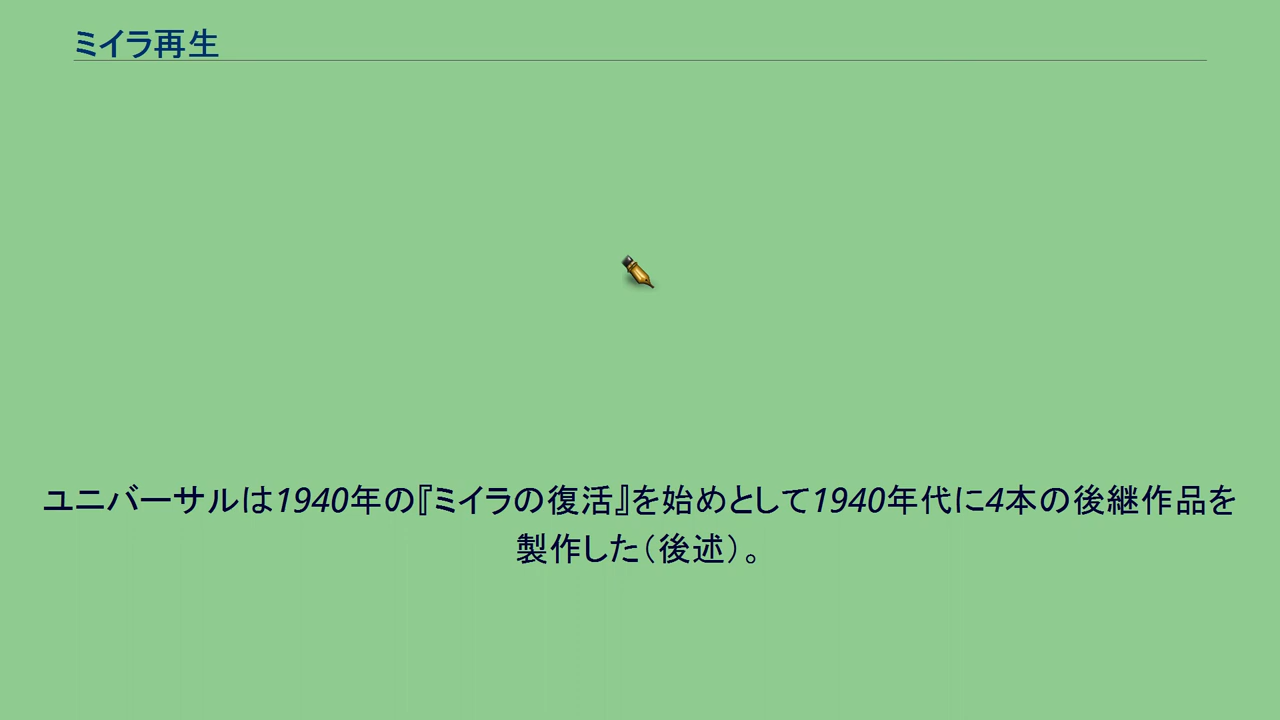 ミイラ再生
ユニバーサルは1940年の『ミイラの復活』を始めとして1940年代に4本の後継作品を
製作した（後述）。